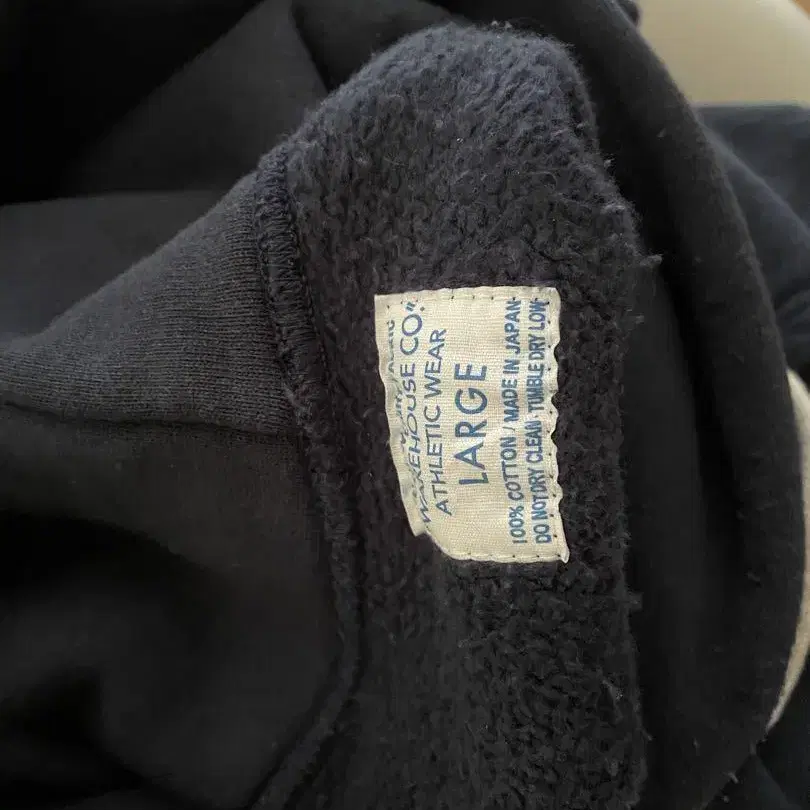 WAREHOUSE CO.
ATHLETIC WEAR
LARGE
100% COTTON / MADE IN JAPAN-
DO NOT DRY CLEAN · TUMBLE DRY LOW